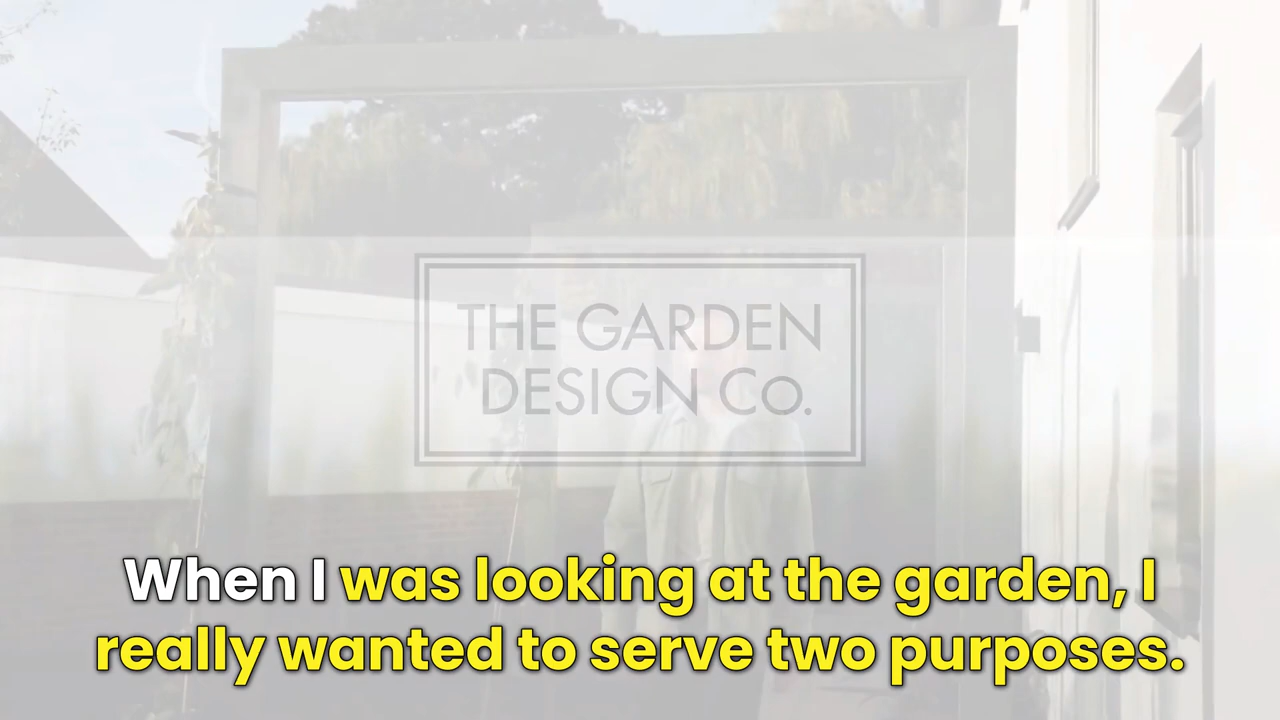 THE GARDEN
DESIGN Co.
When I was looking at the garden, I
really wanted to serve two purposes.